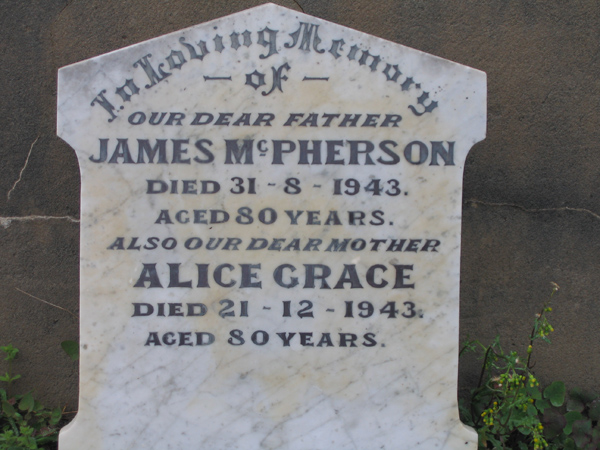 In Loving Memory
of
OUR DEAR FATHER
JAMES McPHERSON
DIED 31-8-1943.
AGED 80 YEARS.
ALSO OUR DEAR MOTHER
ALICE GRACE
DIED 21-12-1943.
AGED 80 YEARS.